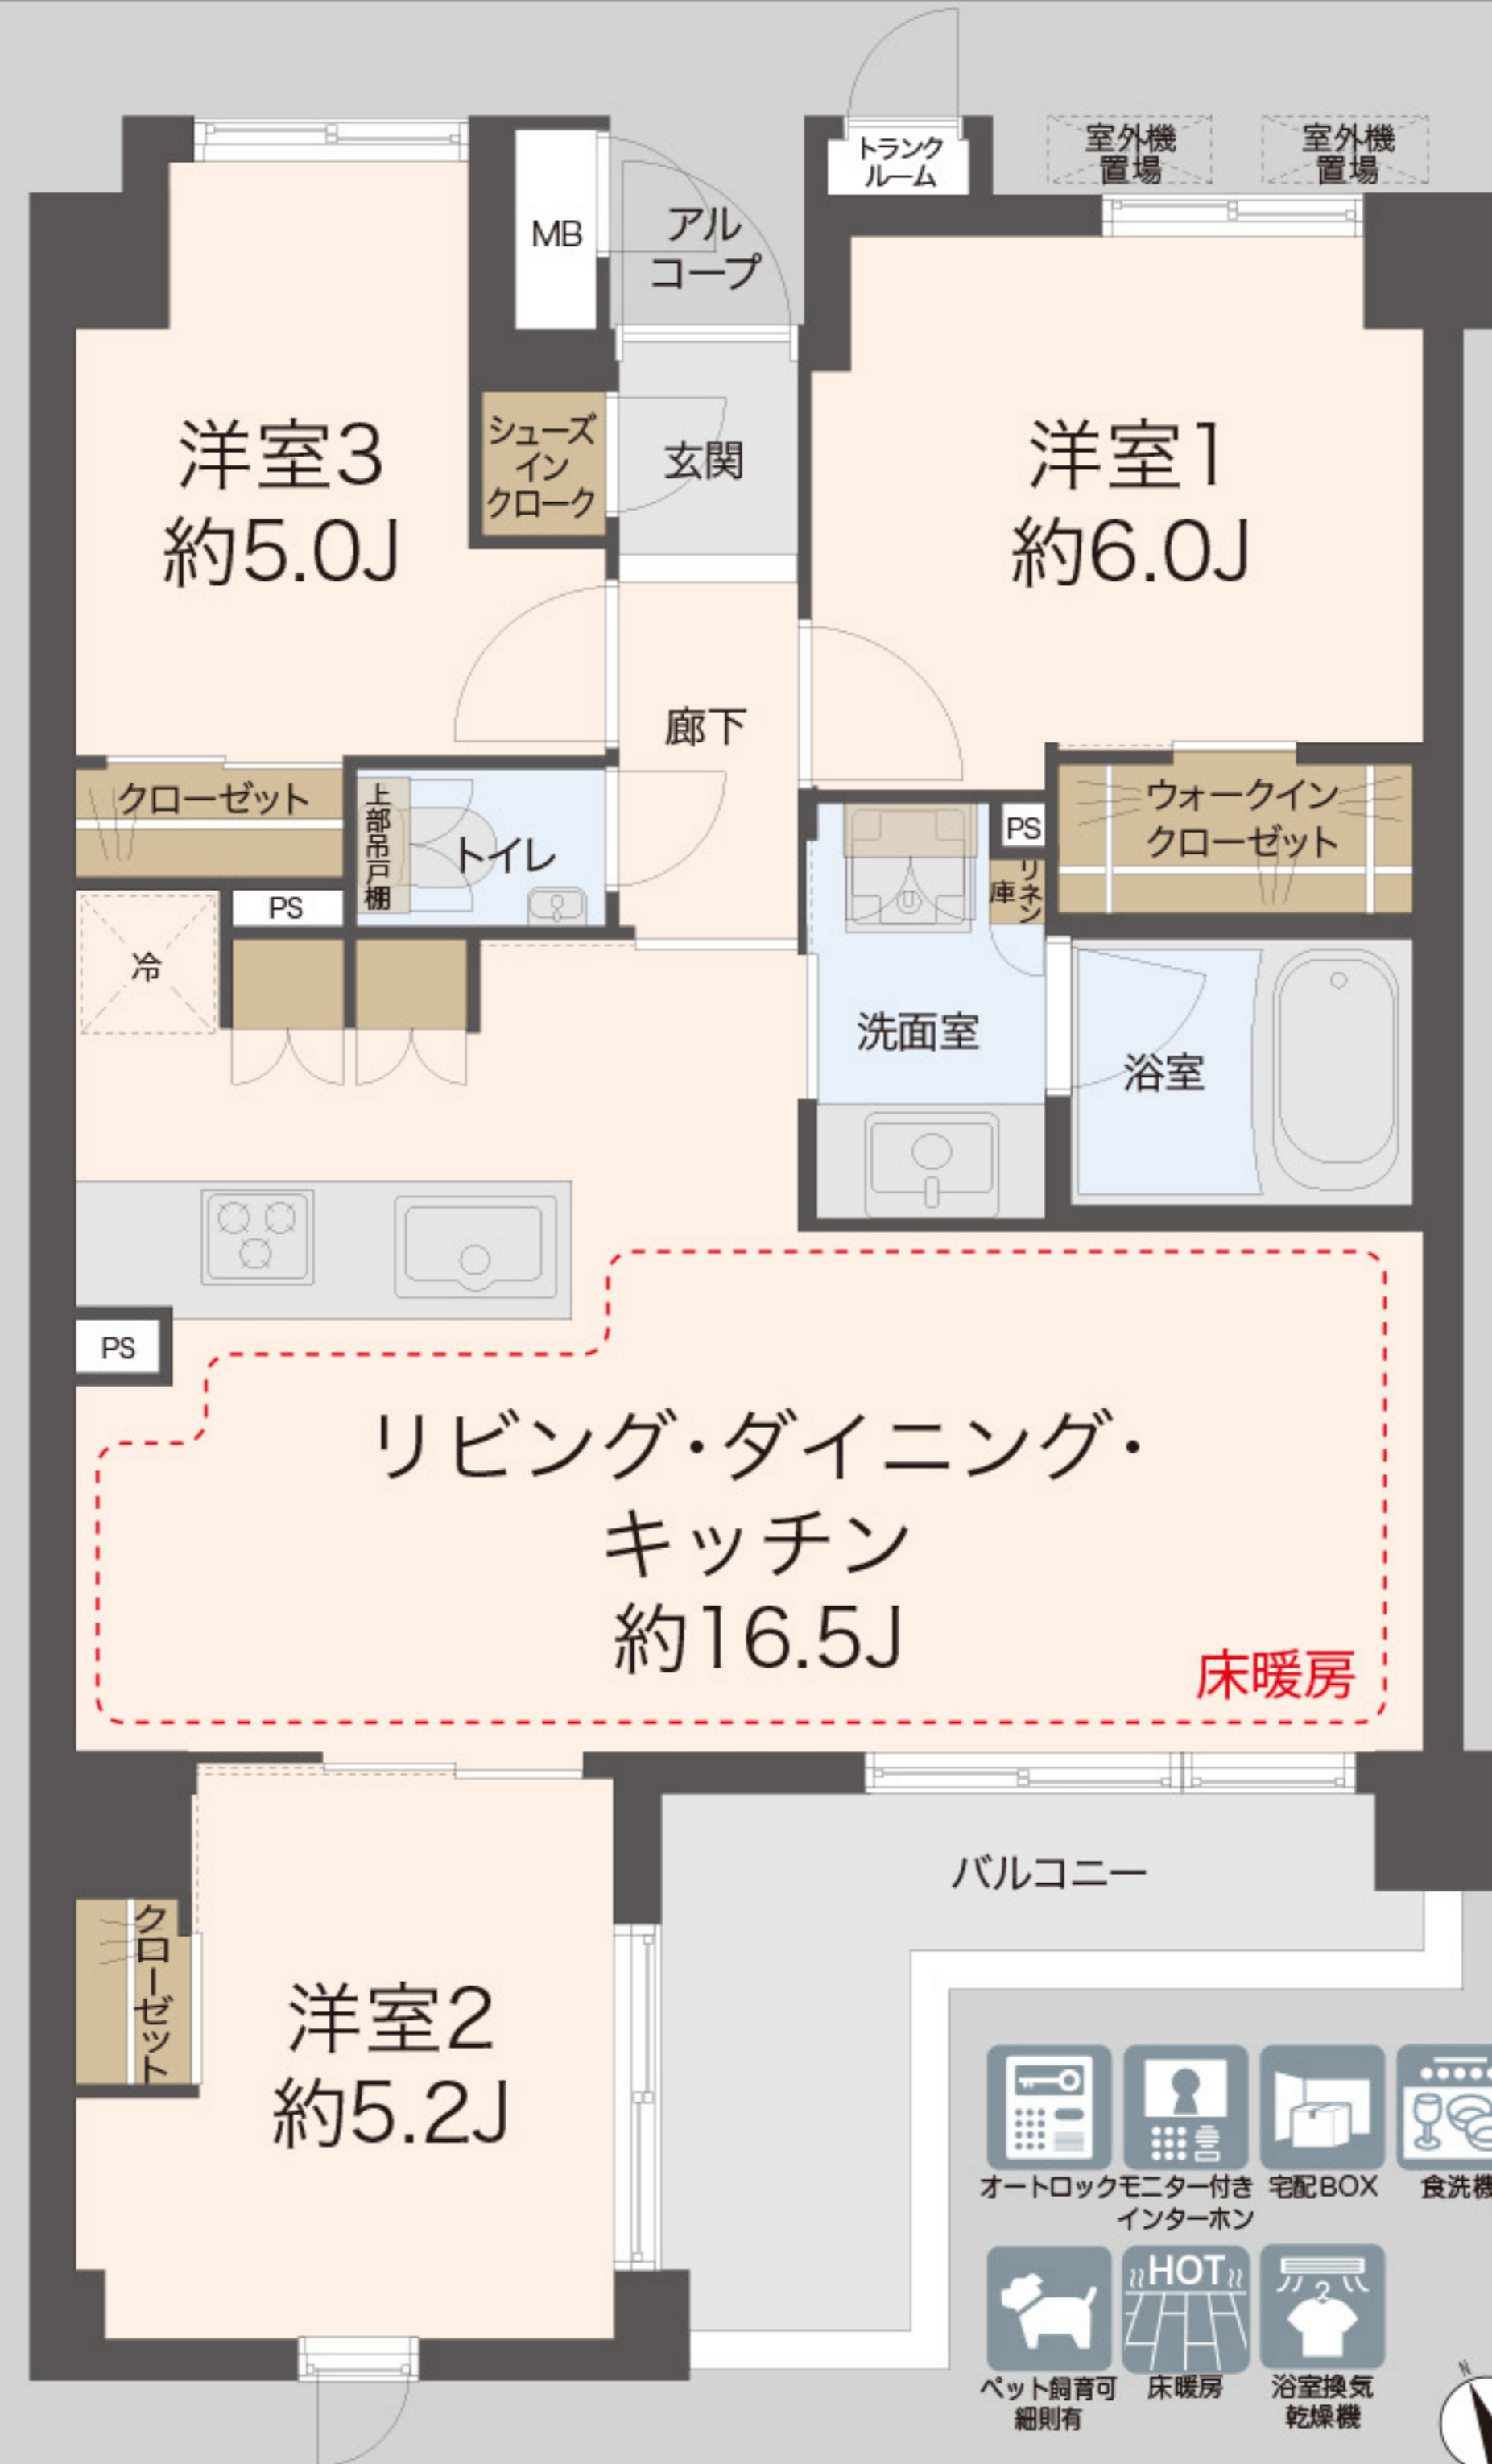 トランク
ルーム
室外機
置場
室外機
置場
MB
アル
コープ
洋室3
約5.0J
シューズ
イン
クローク
玄関
洋室1
約6.0J
廊下
クローゼット
上部吊戸棚
トイレ
PS
ウォークイン
クローゼット
リネン
庫
PS
冷
洗面室
浴室
PS
リビング・ダイニング・
キッチン
約16.5J
床暖房
バルコニー
クローゼット
洋室2
約5.2J
オートロック
モニター付き
インターホン
宅配BOX
食洗機
HOT
ペット飼育可
細則有
床暖房
浴室換気
乾燥機
N